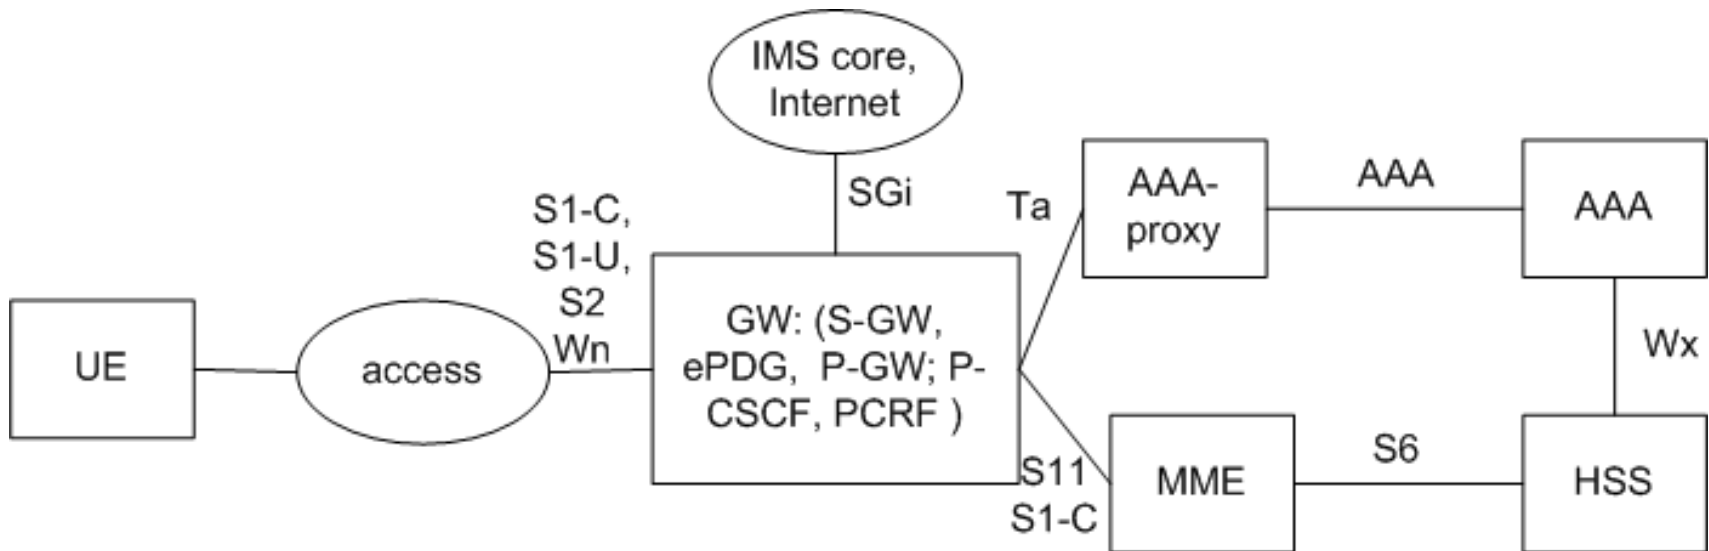 IMS core,
Internet
SGi
S1-C,
S1-U,
S2
Wn
UE
access
GW: (S-GW,
ePDG, P-GW; P-
CSCF, PCRF )
Ta
AAA-
proxy
AAA
AAA
Wx
S11
S1-C
MME
S6
HSS